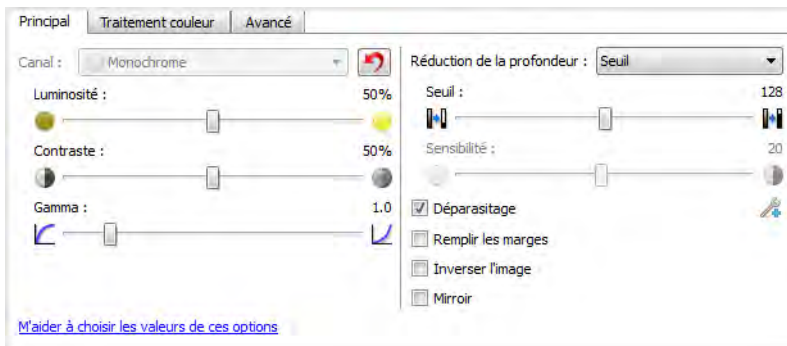 Principal Traitement couleur Avancé
Canal : Monochrome
Luminosité : 50%
Contraste : 50%
Gamma : 1.0
M'aider à choisir les valeurs de ces options
Réduction de la profondeur : Seuil
Seuil : 128
Sensibilité : 20
Déparasitage
Remplir les marges
Inverser l'image
Mirroir